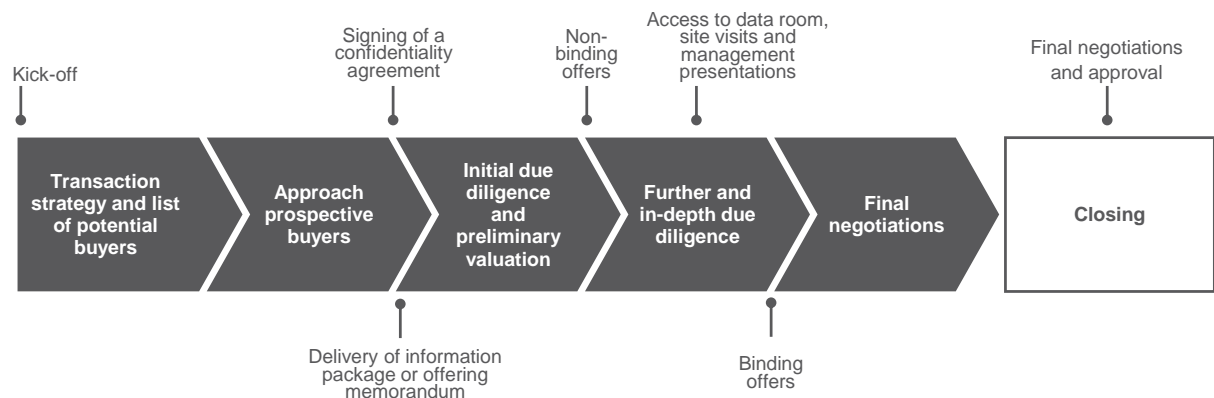 Kick-off
Signing of a
confidentiality
agreement
Non-
binding
offers
Access to data room,
site visits and
management
presentations
Final negotiations
and approval
Transaction
strategy and list
of potential
buyers
Approach
prospective
buyers
Initial due
diligence
and
preliminary
valuation
Further and
in-depth due
diligence
Final
negotiations
Closing
Delivery of information
package or offering
memorandum
Binding
offers